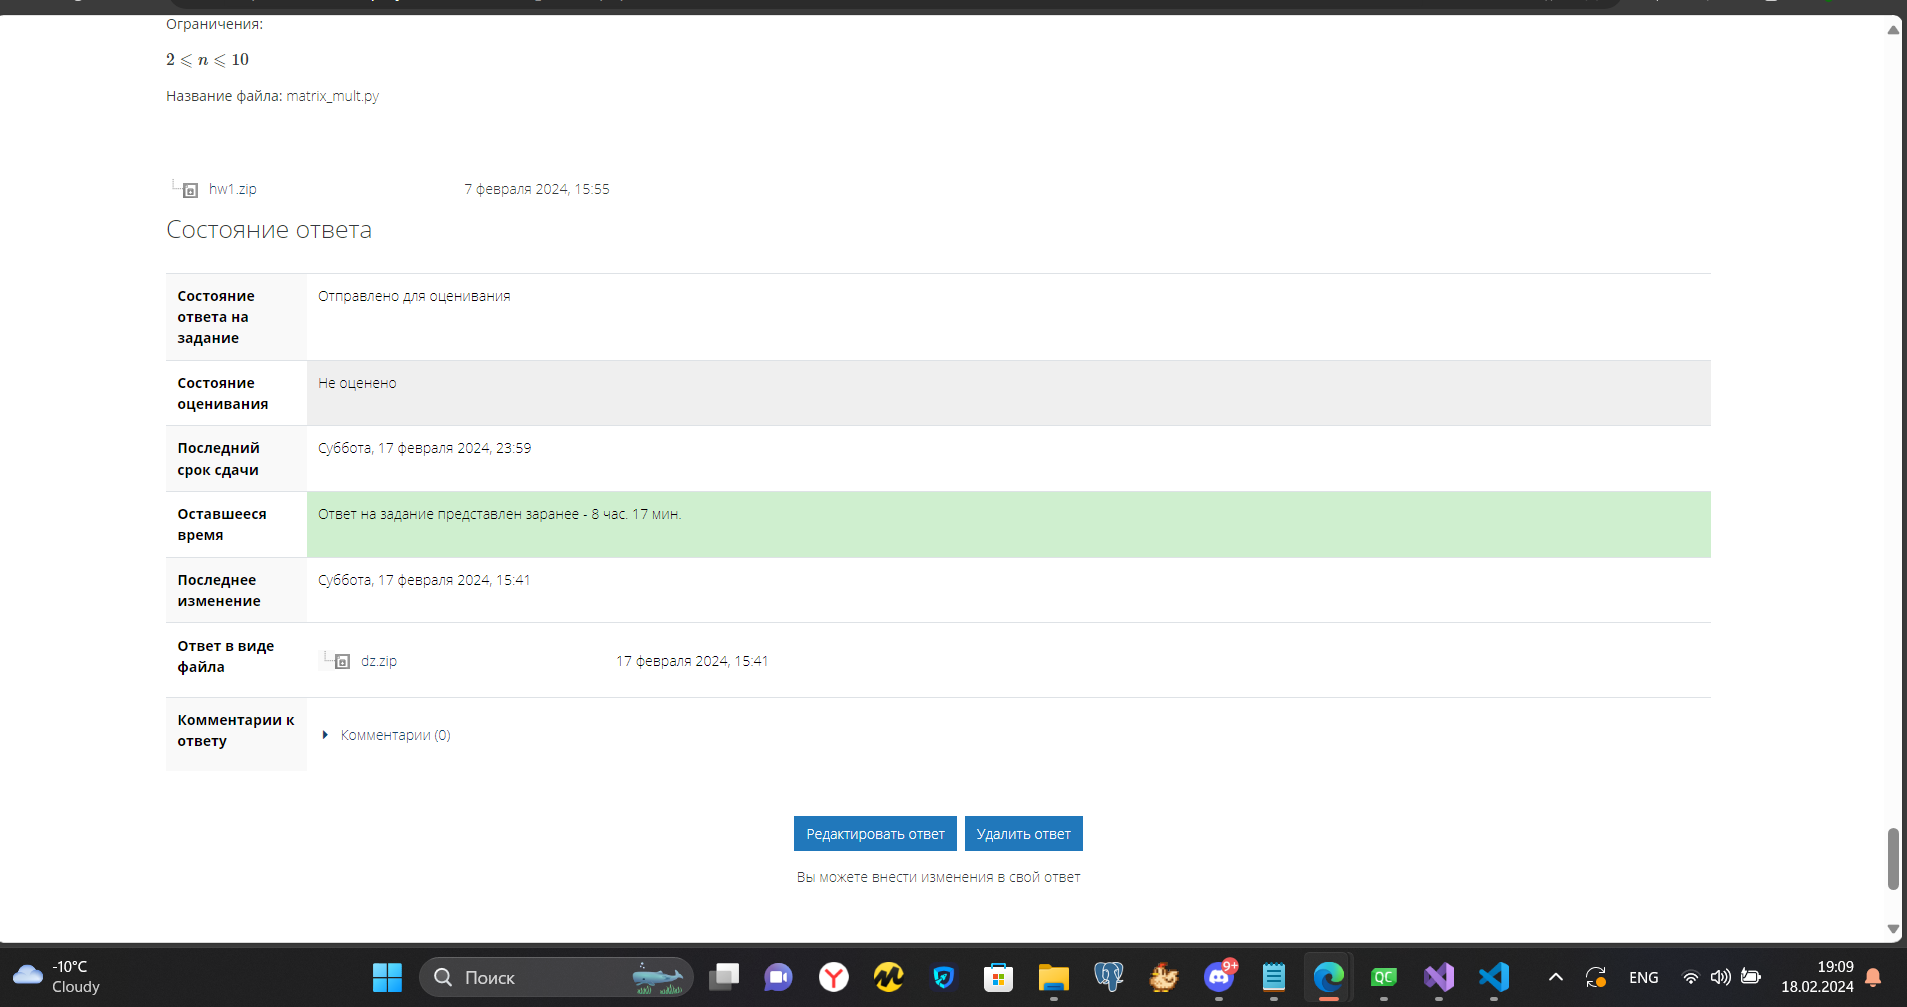 Ограничения:
2 ⩽ n ⩽ 10
Название файла: matrix_mult.py
hw1.zip 7 февраля 2024, 15:55
Состояние ответа
Состояние
ответа на
задание
Отправлено для оценивания
Состояние
оценивания
Не оценено
Последний
срок сдачи
Суббота, 17 февраля 2024, 23:59
Оставшееся
время
Ответ на задание представлен заранее - 8 час. 17 мин.
Последнее
изменение
Суббота, 17 февраля 2024, 15:41
Ответ в виде
файла
dz.zip 17 февраля 2024, 15:41
Комментарии к
ответу
Комментарии (0)
Редактировать ответ Удалить ответ
Вы можете внести изменения в свой ответ
-10°C
Cloudy
Поиск
9+
QC
ENG
19:09
18.02.2024